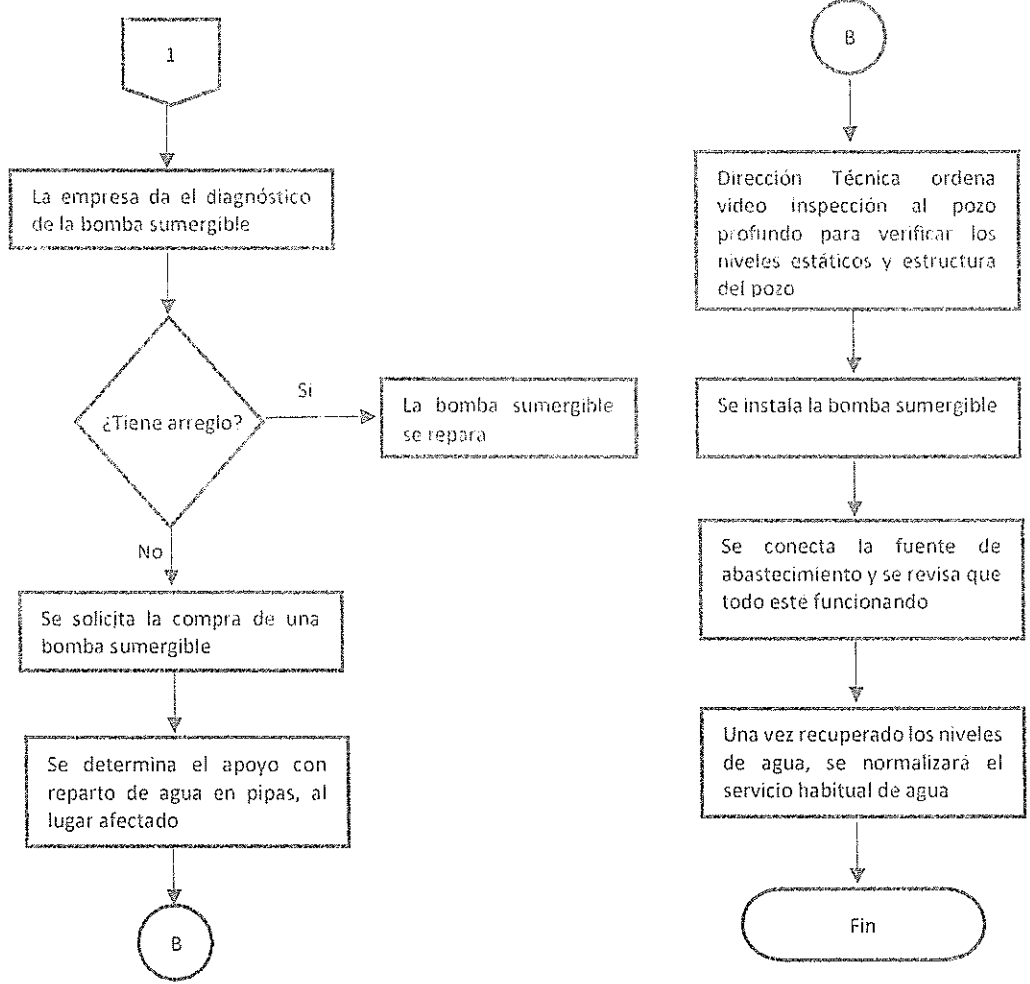 1
La empresa da el diagnóstico
de la bomba sumergible
¿Tiene arreglo?
Si
La bomba sumergible
se repara
No
Se solicita la compra de una
bomba sumergible
Se determina el apoyo con
reparto de agua en pipas, al
lugar afectado
B
B
Dirección Técnica ordena
video inspección al pozo
profundo para verificar los
niveles estáticos y estructura
del pozo
Se instala la bomba sumergible
Se conecta la fuente de
abastecimiento y se revisa que
todo esté funcionando
Una vez recuperado los niveles
de agua, se normalizará el
servicio habitual de agua
Fin